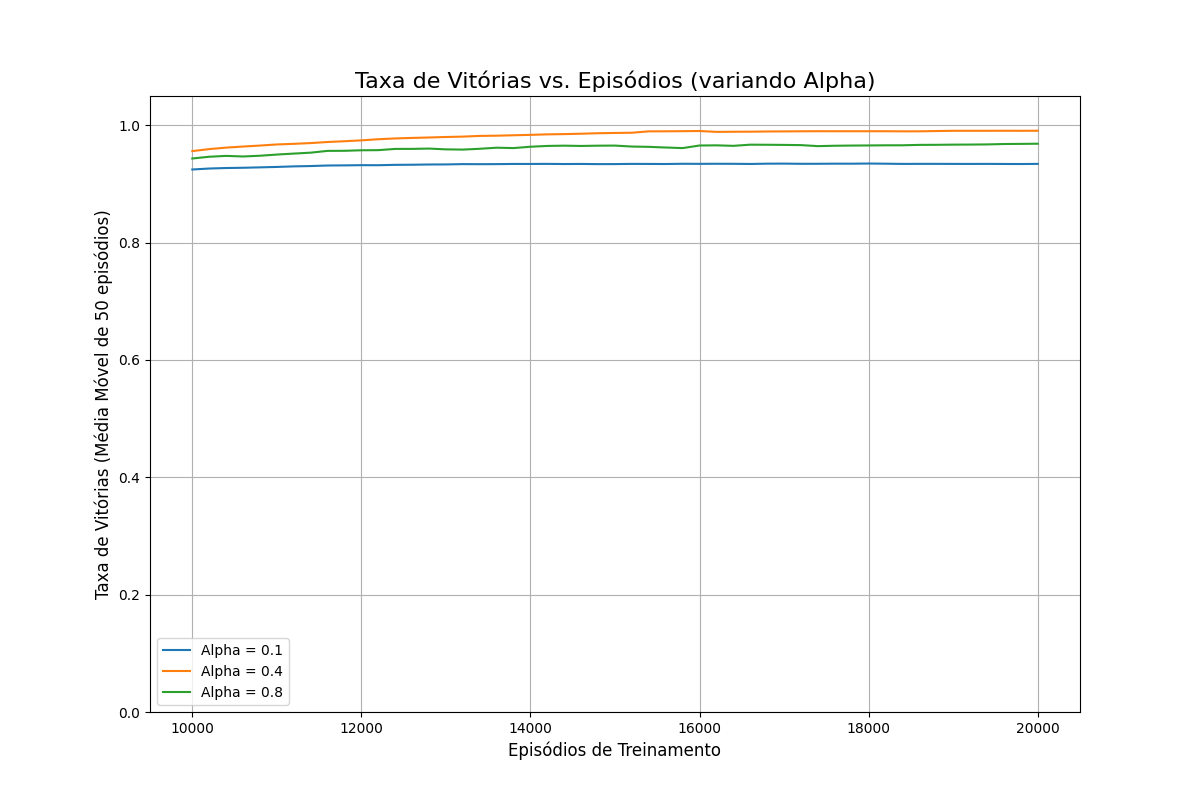 Taxa de Vitórias vs. Episódios (variando Alpha)
Taxa de Vitórias (Média Móvel de 50 episódios)
1.0
0.8
0.6
0.4
0.2
0.0
Alpha = 0.1
Alpha = 0.4
Alpha = 0.8
10000 12000 14000 16000 18000 20000
Episódios de Treinamento